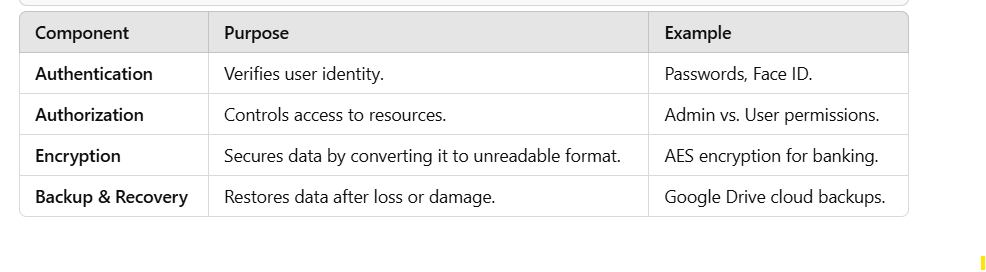 Component Purpose Example
Authentication Verifies user identity. Passwords, Face ID.
Authorization Controls access to resources. Admin vs. User permissions.
Encryption Secures data by converting it to unreadable format. AES encryption for banking.
Backup & Recovery Restores data after loss or damage. Google Drive cloud backups.